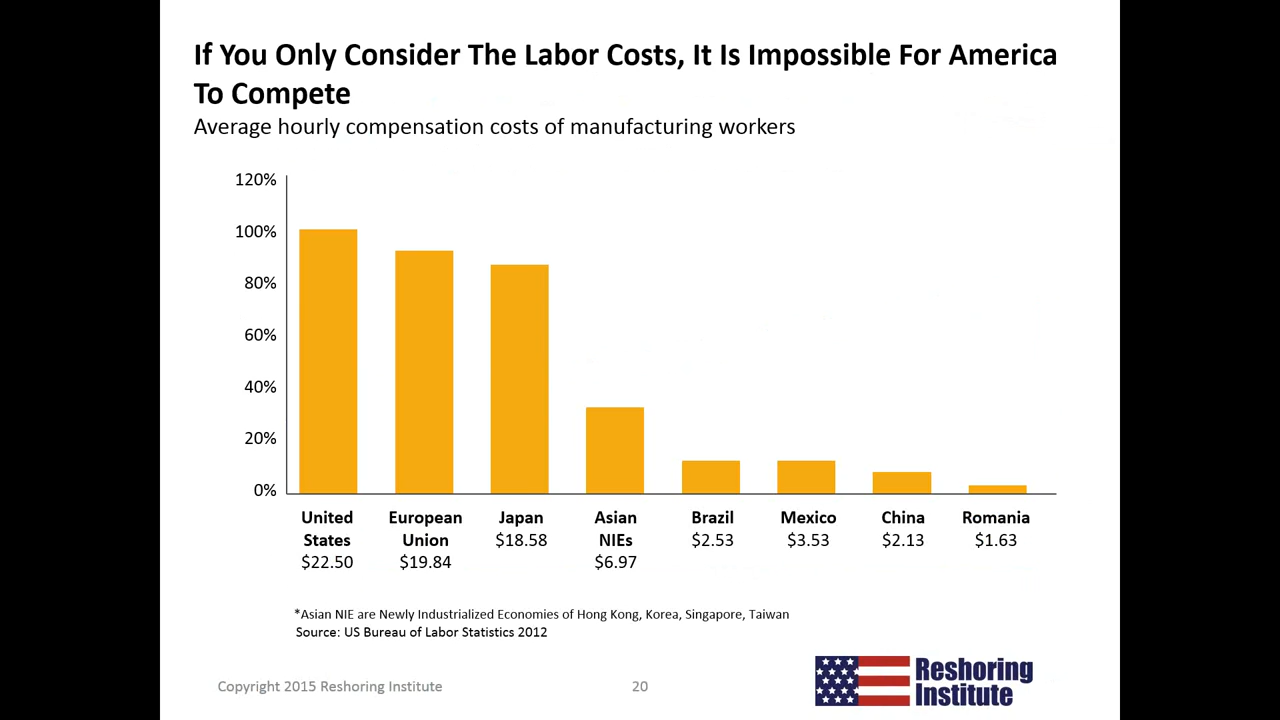 If You Only Consider The Labor Costs, It Is Impossible For America
To Compete
Average hourly compensation costs of manufacturing workers
120%
100%
80%
60%
40%
20%
0%
United States $22.50
European Union $19.84
Japan $18.58
Asian NIEs $6.97
Brazil $2.53
Mexico $3.53
China $2.13
Romania $1.63
*Asian NIE are Newly Industrialized Economies of Hong Kong, Korea, Singapore, Taiwan
Source: US Bureau of Labor Statistics 2012
Copyright 2015 Reshoring Institute
20
Reshoring
Institute